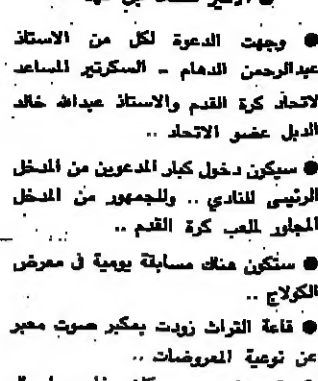 ● وجهت الدعوة لكل من الاستاذ
عبدالرحمن الدهام ـ السكرتير المساعد
لاتحاد كرة القدم والاستاذ عبدالله خالد
الدبل عضو الاتحاد ..
● سيكون دخول كبار المدعوين من المدخل
الرئيسى للنادي .. وللجمهور من المدخل
المجاور لملعب كرة القدم ..
● ستكون هناك مسابقة يومية فى معرض
الكولاج ..
● قاعة التراث زودت بمكبر صوت معبر
عن نوعية المعروضات ..